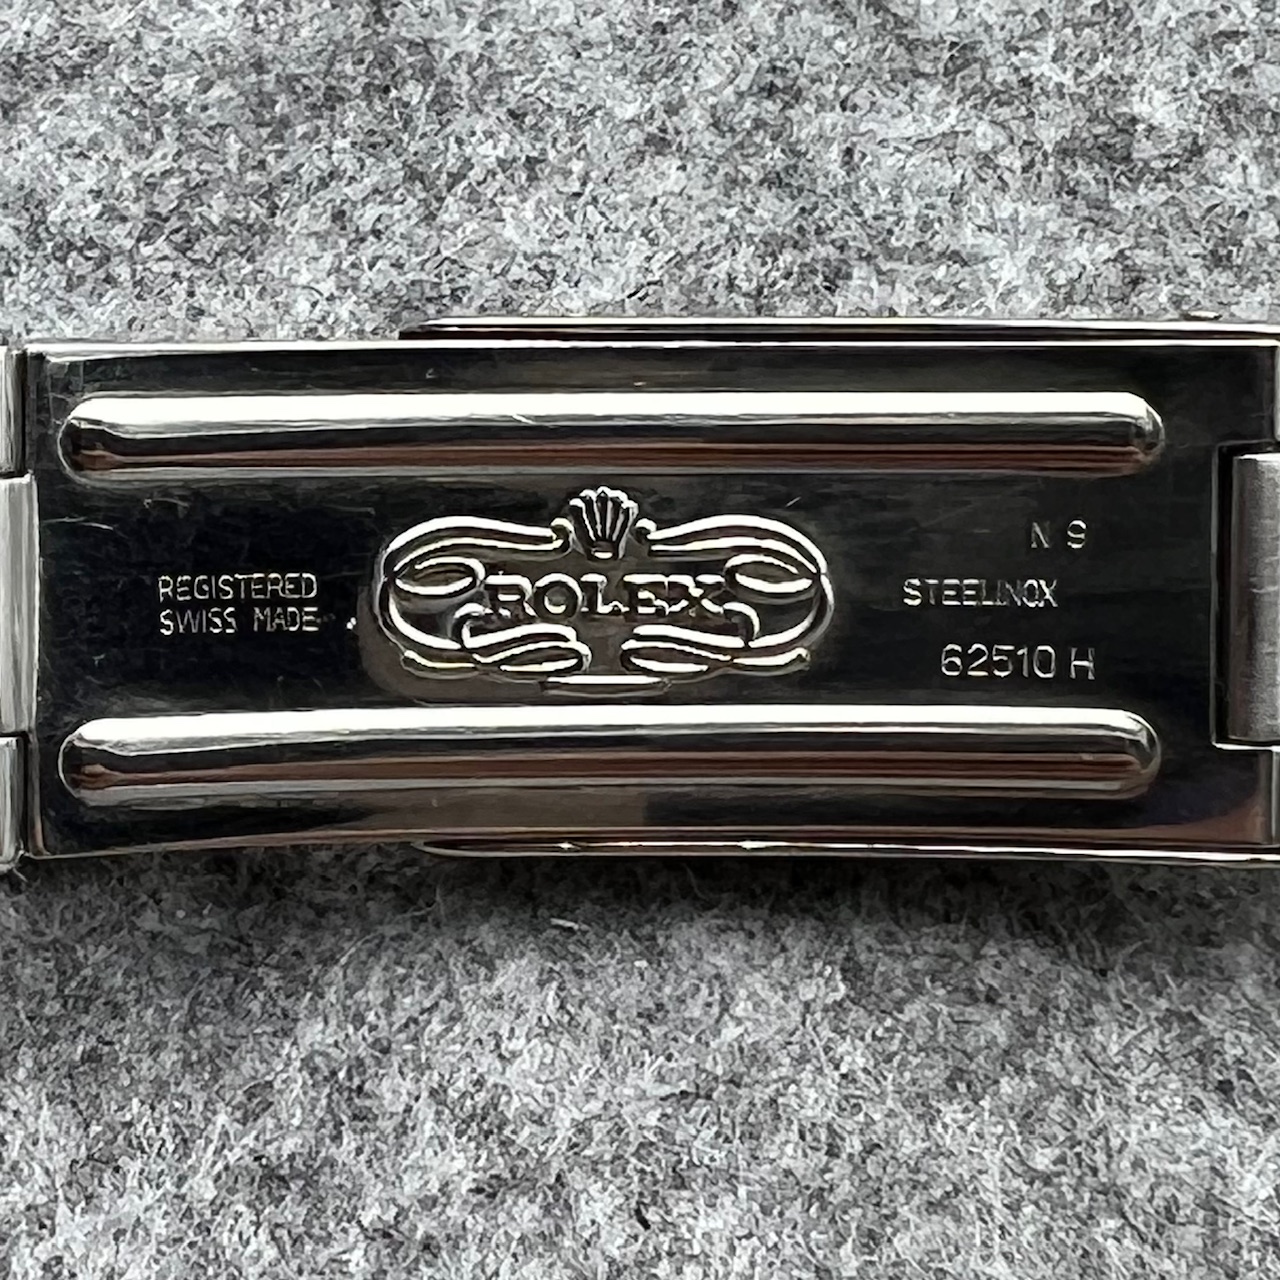 REGISTERED
SWISS MADE
ROLEX
N 9
STEELINOX
62510 H